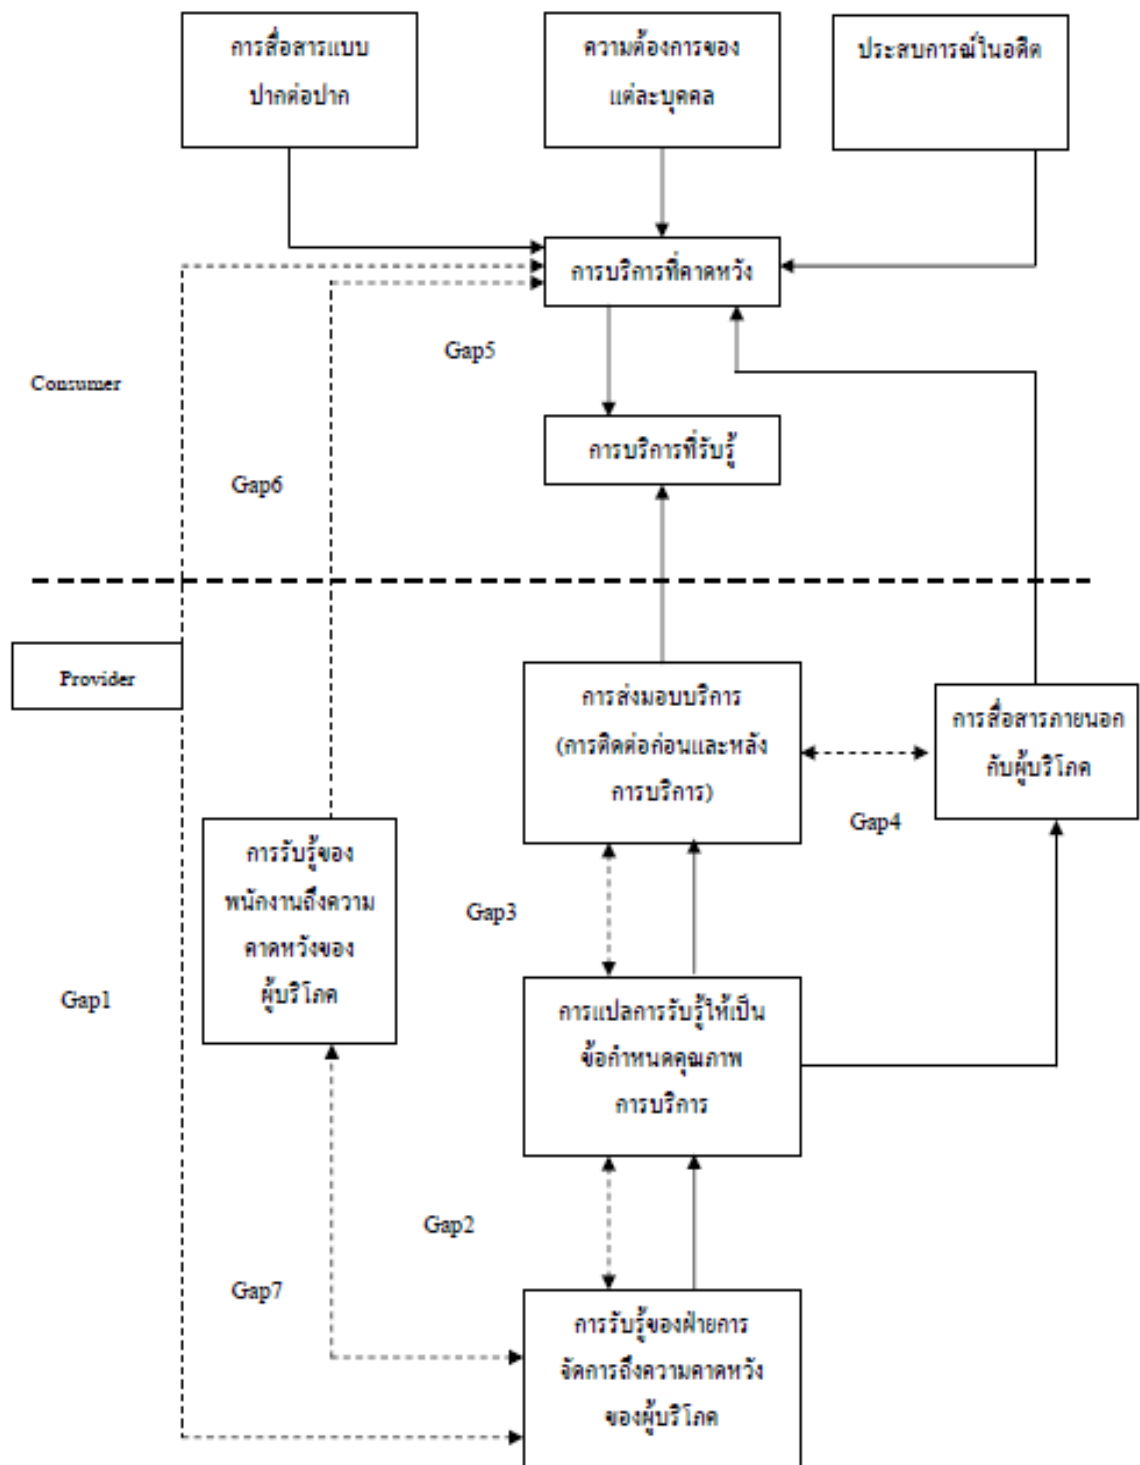 การสื่อสารแบบ
ปากต่อปาก
ความต้องการของ
แต่ละบุคคล
ประสบการณ์ในอดีต
การบริการที่คาดหวัง
Gap5
Consumer
การบริการที่รับรู้
Gap6
Provider
การส่งมอบบริการ
(การติดต่อก่อนและหลัง
การบริการ)
การสื่อสารภายนอก
กับผู้บริโภค
Gap4
การรับรู้ของ
พนักงานถึงความ
คาดหวังของ
ผู้บริโภค
Gap3
Gap1
การแปลการรับรู้ให้เป็น
ข้อกำหนดคุณภาพ
การบริการ
Gap2
Gap7
การรับรู้ของฝ่ายการ
จัดการถึงความคาดหวัง
ของผู้บริโภค